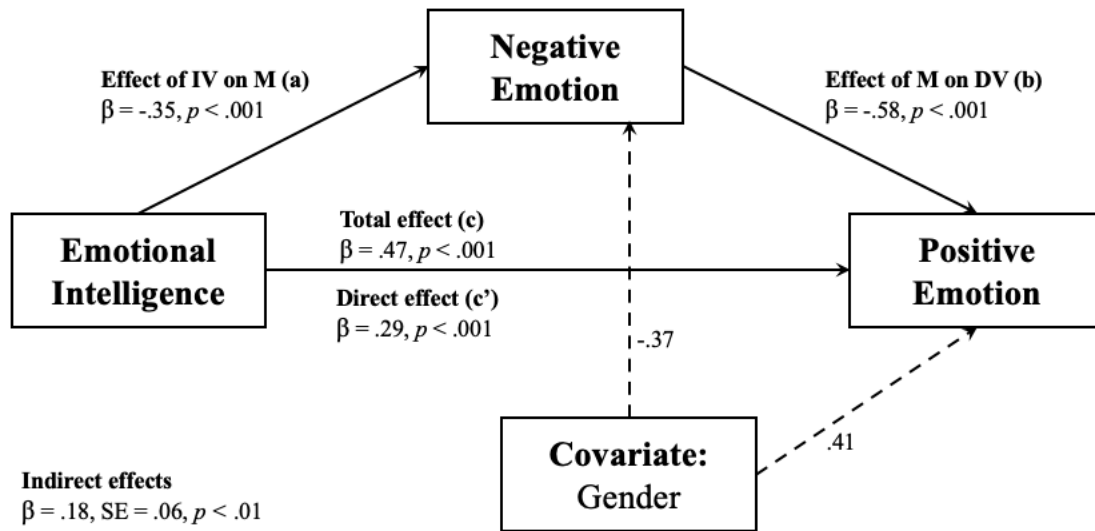 Negative
Emotion
Effect of IV on M (a)
β = -.35, p < .001
Effect of M on DV (b)
β = -.58, p < .001
Emotional
Intelligence
Total effect (c)
β = .47, p < .001
Direct effect (c’)
β = .29, p < .001
Positive
Emotion
-.37
.41
Covariate:
Gender
Indirect effects
β = .18, SE = .06, p < .01